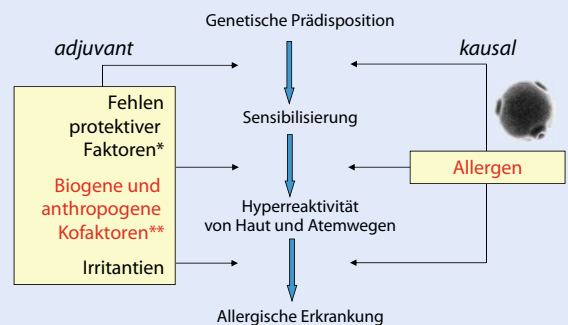 Genetische Prädisposition
adjuvant
kausal
Fehlen
protektiver
Faktoren*
Sensibilisierung
Biogene und
anthropogene
Kofaktoren**
Allergen
Hyperreaktivität
von Haut und Atemwegen
Irritantien
Allergische Erkrankung